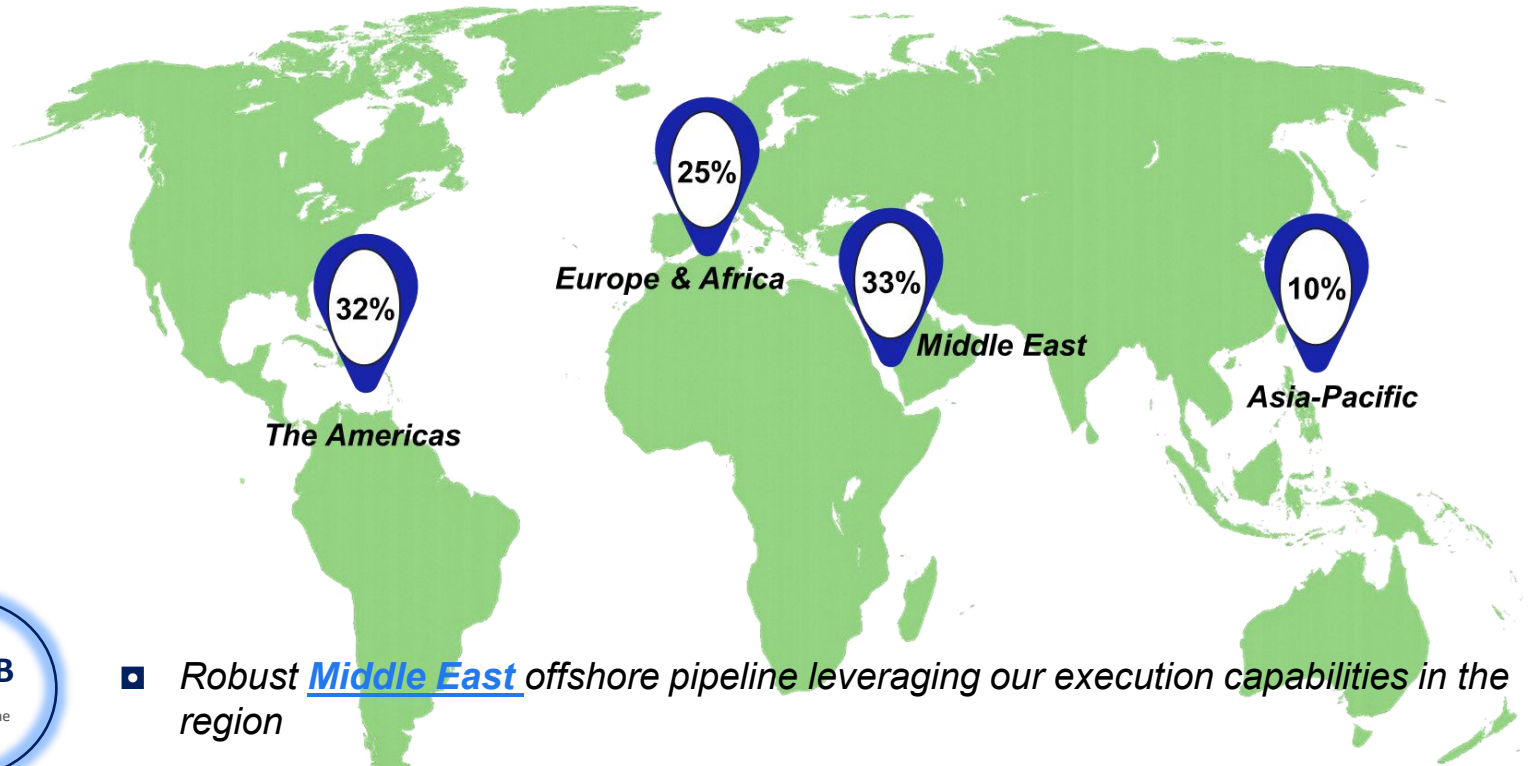 25%
Europe & Africa
32%
The Americas
33%
Middle East
10%
Asia-Pacific
B
Robust Middle East offshore pipeline leveraging our execution capabilities in the
region